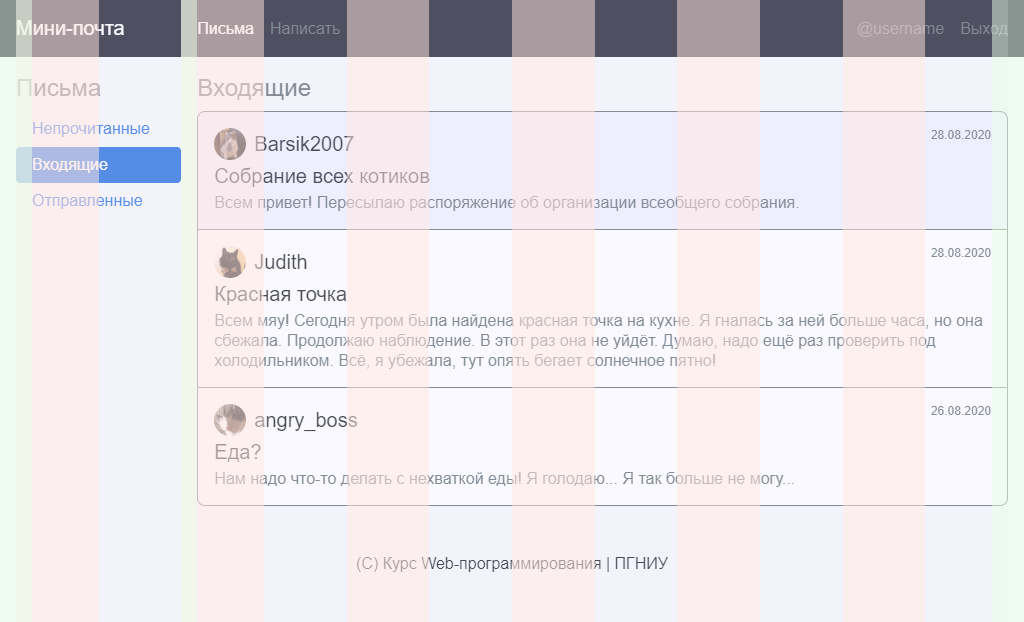 Мини-почта Письма Написать @username Выход
Письма
Непрочитанные
Входящие
Отправленные
Входящие
Barsik2007 28.08.2020
Собрание всех котиков
Всем привет! Пересылаю распоряжение об организации всеобщего собрания.
Judith 28.08.2020
Красная точка
Всем мяу! Сегодня утром была найдена красная точка на кухне. Я гналась за ней больше часа, но она
сбежала. Продолжаю наблюдение. В этот раз она не уйдёт. Думаю, надо ещё раз проверить под
холодильником. Всё, я убежала, тут опять бегает солнечное пятно!
angry_boss 26.08.2020
Еда?
Нам надо что-то делать с нехваткой еды! Я голодаю... Я так больше не могу...
(С) Курс Web-программирования | ПГНИУ